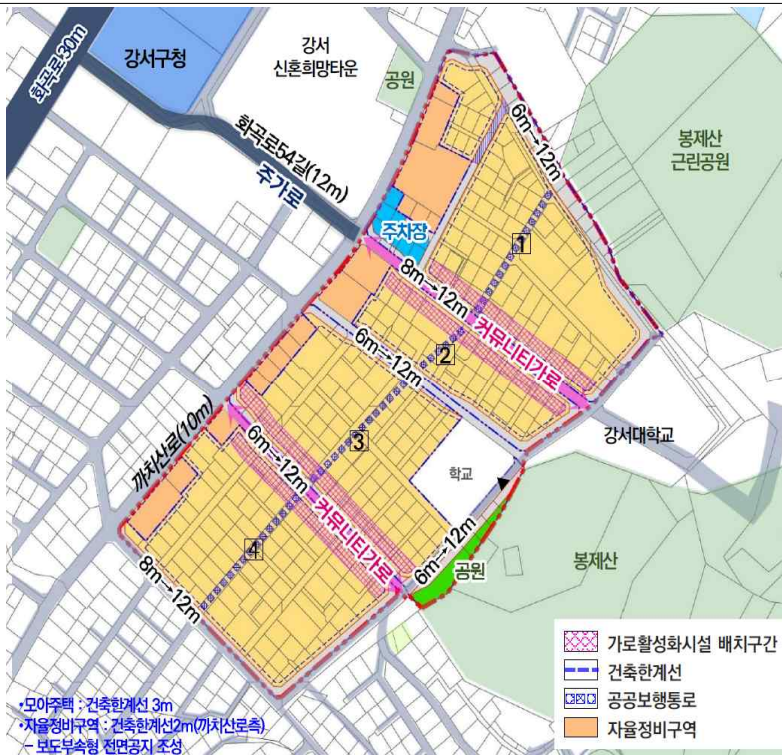 화곡로30m
강서구청
강서
신혼희망타운
공원
화곡로54길(12m)
주가로
주차장
6m→12m
봉제산
근린공원
1
8m→12m
커뮤니티가로
2
6m→12m
강서대학교
까치산로(10m)
3
학교
6m→12m
커뮤니티가로
6m→12m
공원
봉제산
4
8m→12m
가로활성화시설 배치구간
건축한계선
공공보행통로
자율정비구역
•모아주택 : 건축한계선 3m
•자율정비구역 : 건축한계선2m(까치산로측)
– 보도부속형 전면공지 조성